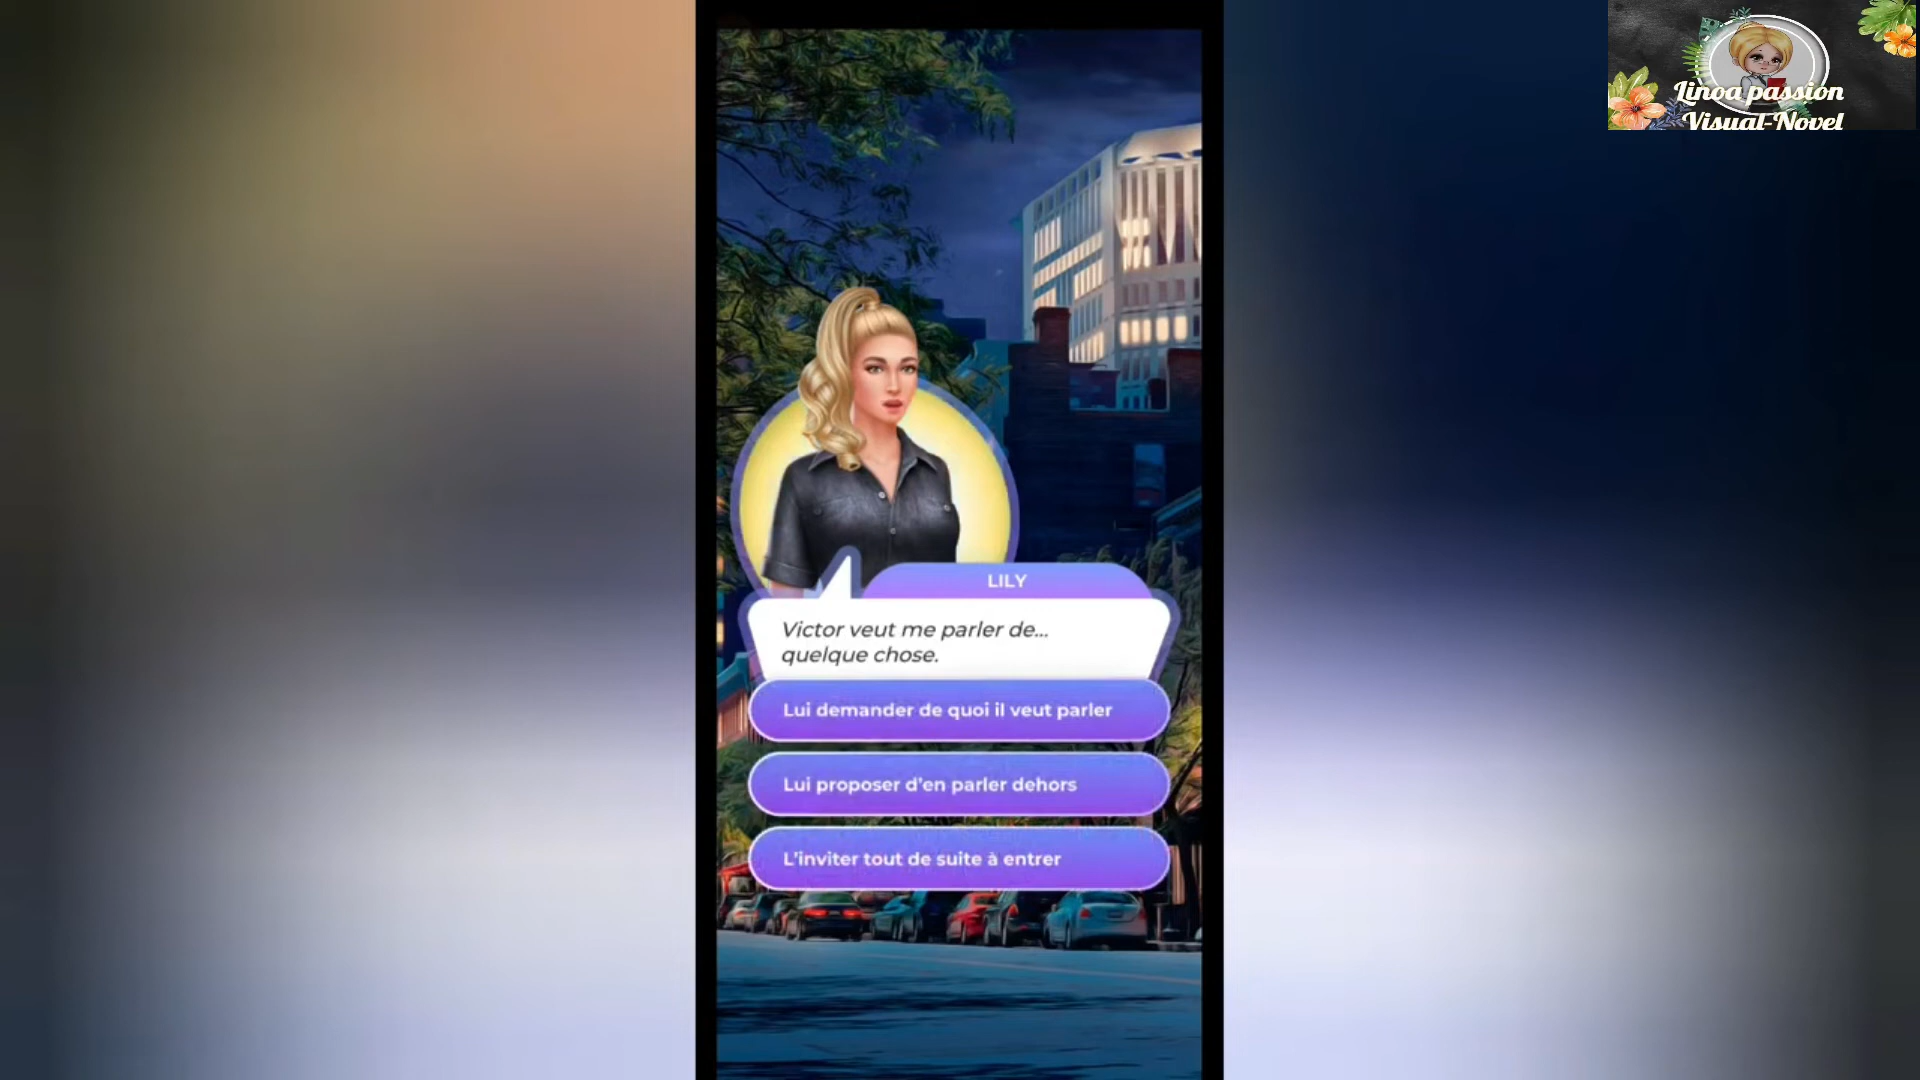 Linoa passion
Visual-Novel
LILY
Victor veut me parler de...
quelque chose.
Lui demander de quoi il veut parler
Lui proposer d'en parler dehors
L'inviter tout de suite à entrer